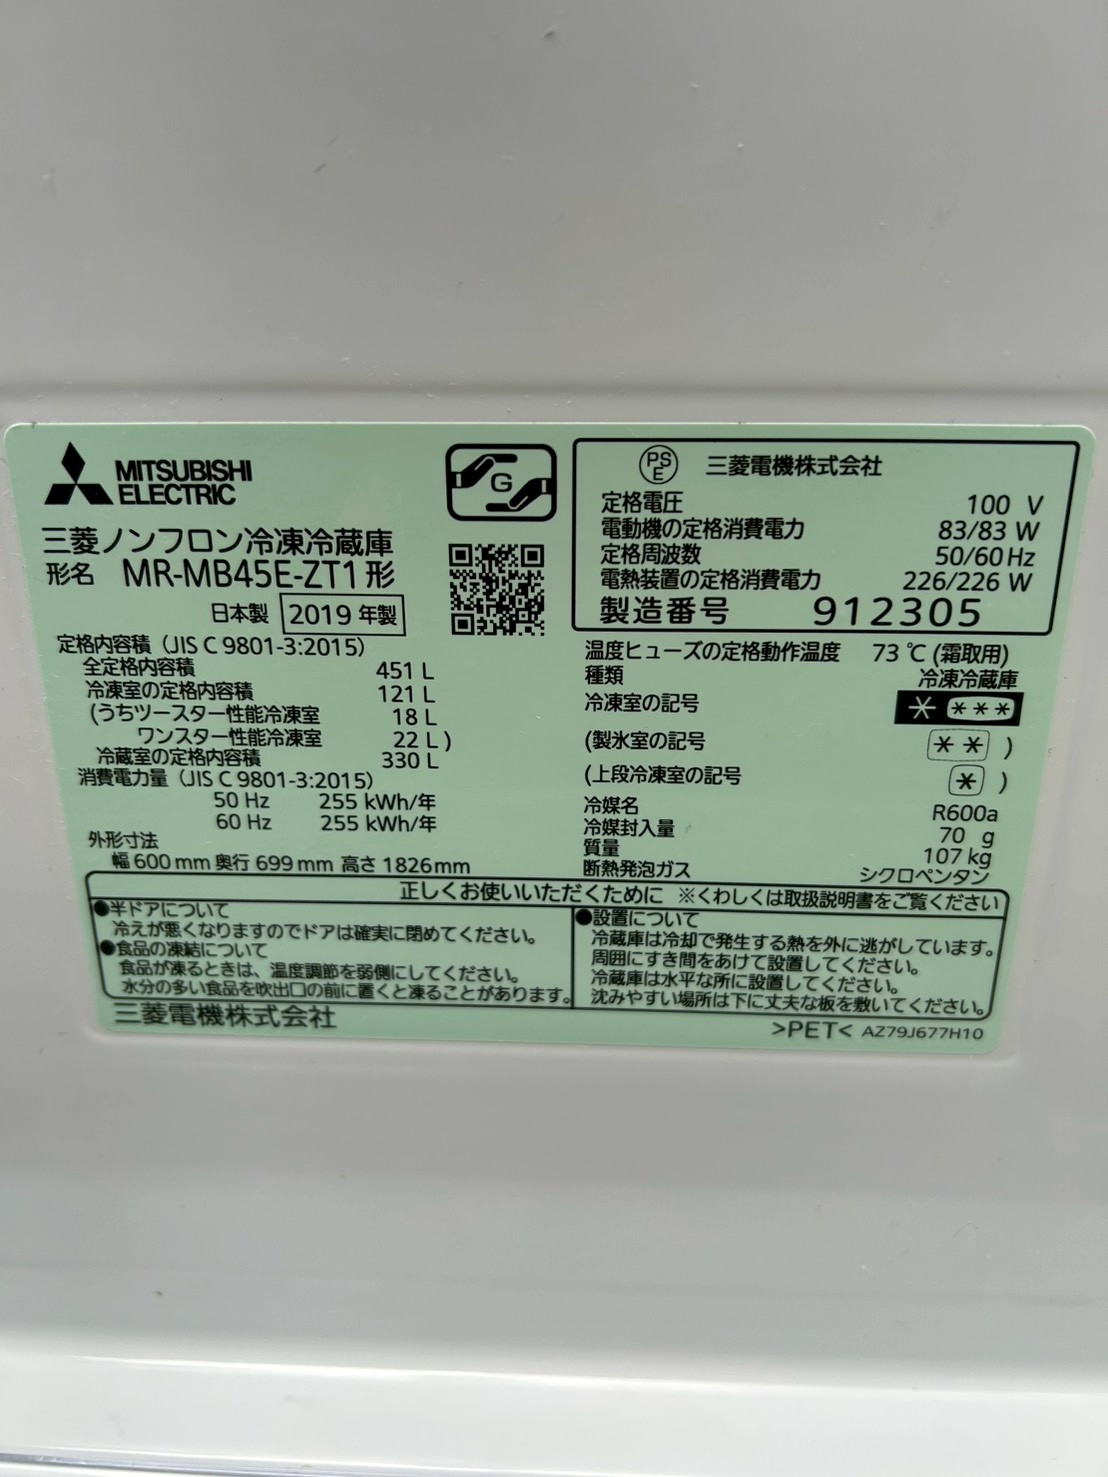 MITSUBISHI
ELECTRIC
G
三菱ノンフロン冷凍冷蔵庫
形名 MR-MB45E-ZT1形
日本製 2019年製
定格内容積（JIS C 9801-3:2015）
全定格内容積 451 L
冷凍室の定格内容積 121 L
(うちツースター性能冷凍室 18 L
ワンスター性能冷凍室 22 L )
冷蔵室の定格内容積 330 L
消費電力量（JIS C 9801-3:2015）
50 Hz 255 kWh/年
60 Hz 255 kWh/年
外形寸法
幅 600 mm 奥行 699 mm 高さ 1826mm
PS
E 三菱電機株式会社
定格電圧 100 V
電動機の定格消費電力 83/83 W
定格周波数 50/60 Hz
電熱装置の定格消費電力 226/226 W
製造番号 912305
温度ヒューズの定格動作温度 73 ℃ (霜取用)
種類 冷凍冷蔵庫
冷凍室の記号 * ***
(製氷室の記号 ** )
(上段冷凍室の記号 * )
冷媒名 R600a
冷媒封入量 70 g
質量 107 kg
断熱発泡ガス シクロペンタン
正しくお使いいただくために ※くわしくは取扱説明書をご覧ください
●半ドアについて
冷えが悪くなりますのでドアは確実に閉めてください。
●食品の凍結について
食品が凍るときは、温度調節を弱側にしてください。
水分の多い食品を吹出口の前に置くと凍ることがあります。
●設置について
冷蔵庫は冷却で発生する熱を外に逃がしています。
周囲にすき間をあけて設置してください。
冷蔵庫は水平な所に設置してください。
沈みやすい場所は下に丈夫な板を敷いてください。
三菱電機株式会社
>PET< AZ79J677H10